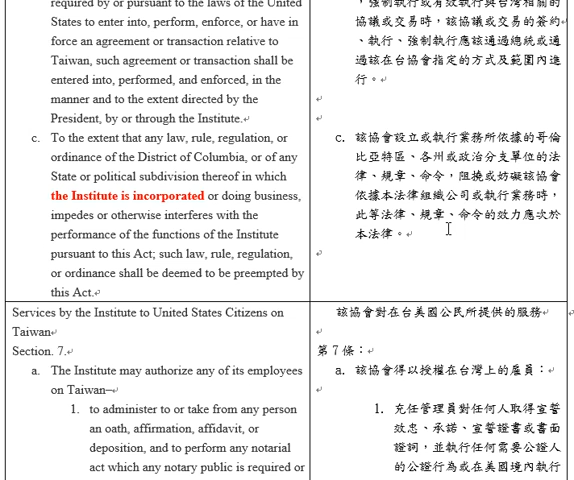 required by or pursuant to the laws of the United
States to enter into, perform, enforce, or have in
force an agreement or transaction relative to
Taiwan, such agreement or transaction shall be
entered into, performed, and enforced, in the
manner and to the extent directed by the
President, by or through the Institute.
c. To the extent that any law, rule, regulation, or
ordinance of the District of Columbia, or of any
State or political subdivision thereof in which
the Institute is incorporated or doing business,
impedes or otherwise interferes with the
performance of the functions of the Institute
pursuant to this Act; such law, rule, regulation,
or ordinance shall be deemed to be preempted by
this Act.
，強制執行或有效執行與台灣相關的
協議或交易時，該協議或交易的簽約
、執行、強制執行應該通過總統或通
過該在台協會指定的方式及範圍內進
行。
c. 該協會設立或執行業務所依據的哥倫
比亞特區、各州或政治分支單位的法
律、規章、命令，阻撓或妨礙該協會
依據本法律組織公司或執行業務時，
此等法律、規章、命令的效力應次於
本法律。
Services by the Institute to United States Citizens on
Taiwan
Section. 7.
a. The Institute may authorize any of its employees
on Taiwan—
1. to administer to or take from any person
an oath, affirmation, affidavit, or
deposition, and to perform any notarial
act which any notary public is required or
該協會對在台美國公民所提供的服務
第 7 條：
a. 該協會得以授權在台灣上的雇員：
1. 充任管理員對任何人取得宣誓
效忠、承諾、宣誓證書或書面
證詞，並執行任何需要公證人
的公證行為或在美國境內執行